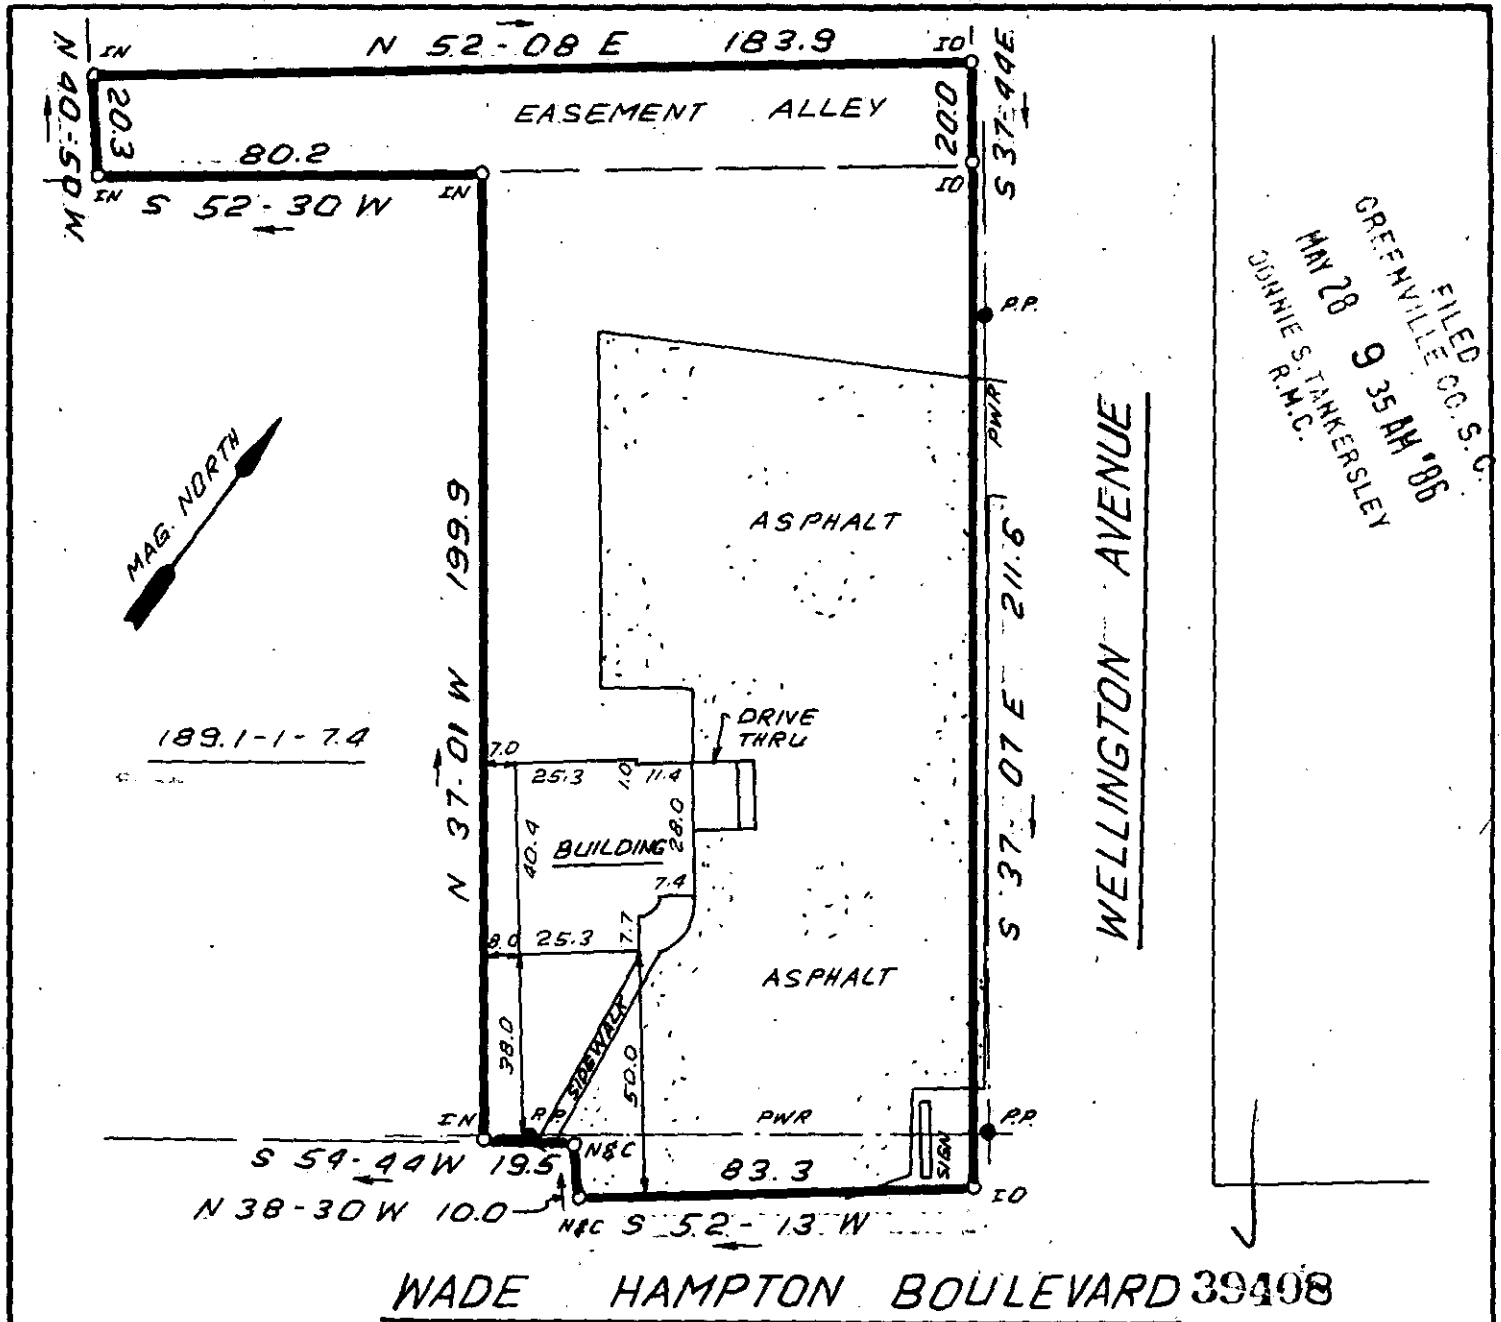 N 52-08 E 183.9
IN
IO
N 40-50 W
20.3
EASEMENT ALLEY
20.0
S 37-44 E
80.2
IN
S 52-30 W
IN
IO
P.P.
FILED
GREENVILLE CO. S. C.
MAY 28 9 35 AM '86
DONNIE S. TANKERSLEY
R.M.C.
MAG. NORTH
PWR
N 37-01 W 199.9
ASPHALT
S 37-07 E 211.6
WELLINGTON AVENUE
189.1-1-7.4
DRIVE
THRU
7.0
25.3
1.0
11.4
40.4
BUILDING
28.0
7.4
8.0
25.3
7.7
ASPHALT
38.0
SIDEWALK
50.0
IN
P.P.
PWR
P.P.
SIGN
S 54-44 W 19.5
N&C
83.3
N 38-30 W 10.0
N&C
S 52-13 W
IO
WADE HAMPTON BOULEVARD
39408